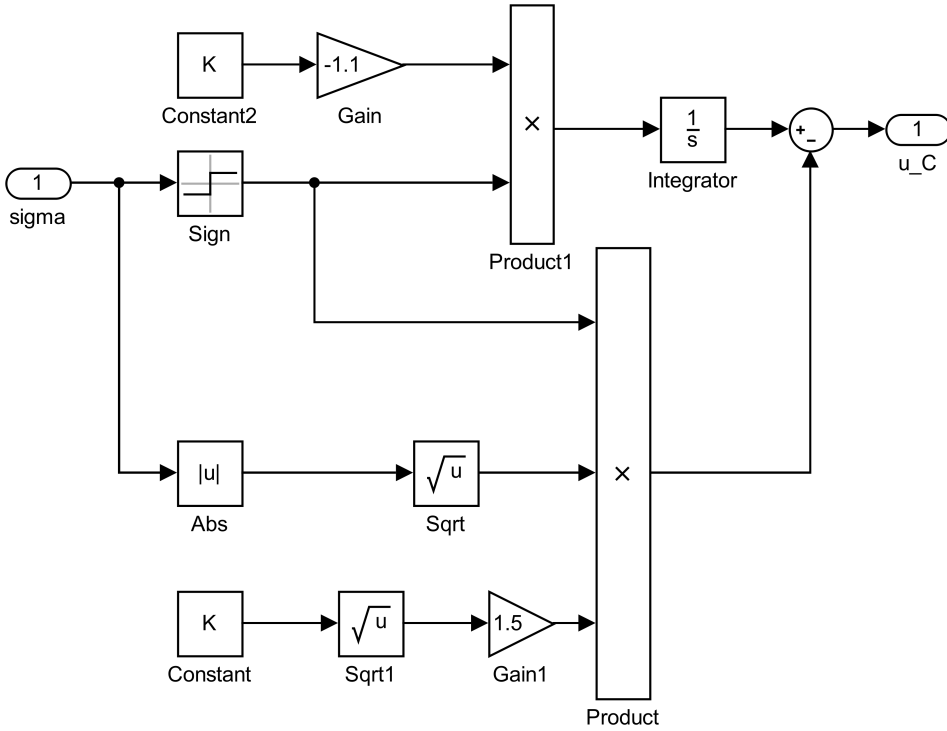 K
Constant2
-1.1
Gain
×
Product1
1
s
Integrator
+
−
1
u_C
1
sigma
Sign
|u|
Abs
√u
Sqrt
×
Product
K
Constant
√u
Sqrt1
1.5
Gain1